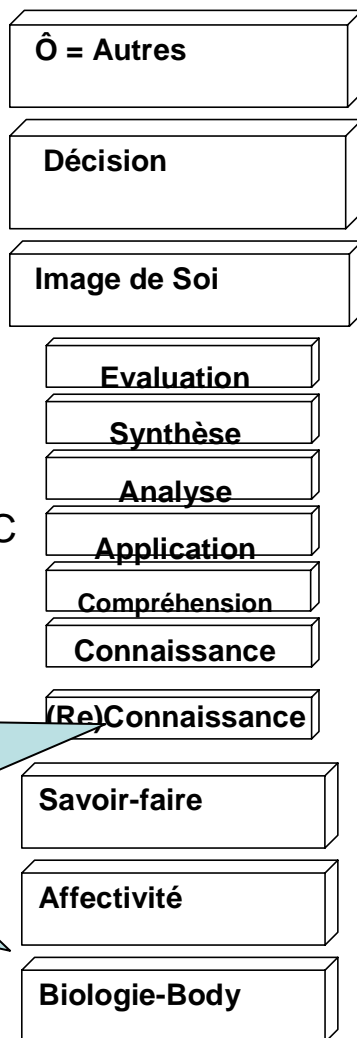 Ô = Autres
Décision
Image de Soi
Evaluation
Synthèse
Analyse
C
Application
Compréhension
Connaissance
(Re)Connaissance
Savoir-faire
Affectivité
Biologie-Body